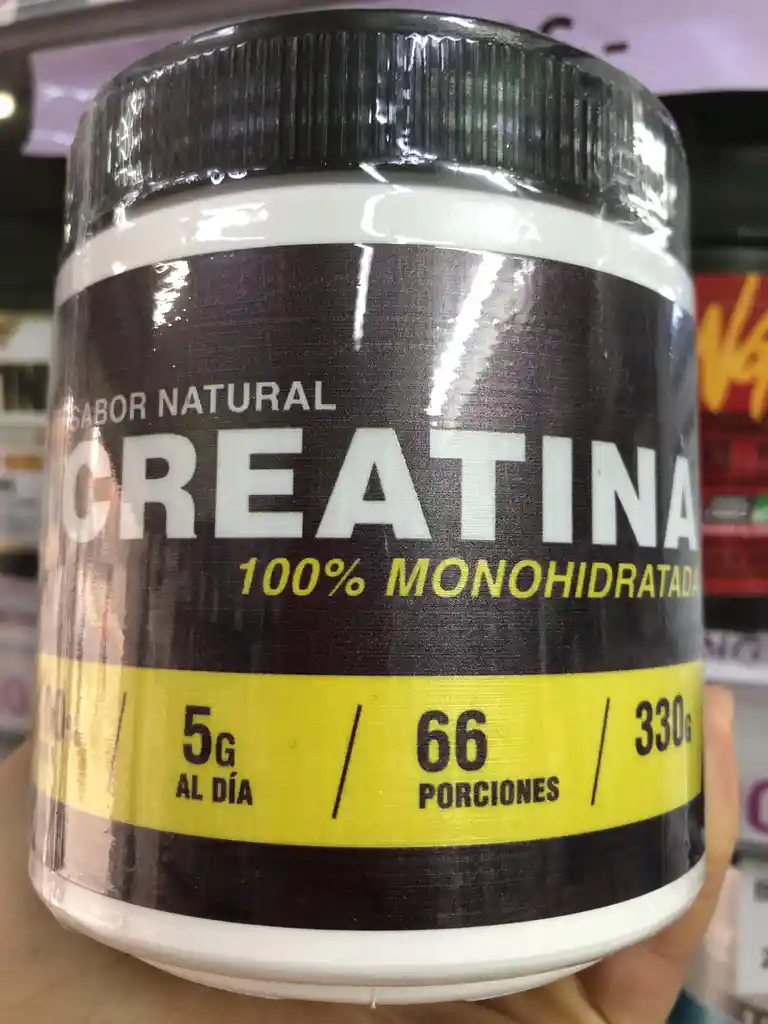 SABOR NATURAL
CREATINA
100% MONOHIDRATADA
5G
AL DÍA
66
PORCIONES
330G